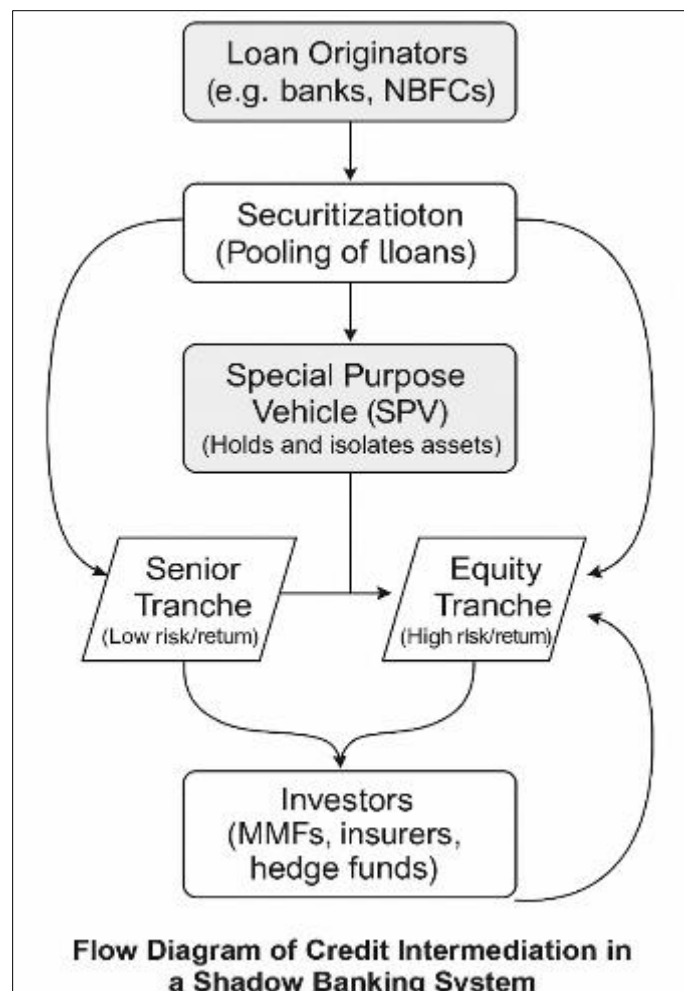 Loan Originators
(e.g. banks, NBFCs)
Securitizatioton
(Pooling of lloans)
Special Purpose
Vehicle (SPV)
(Holds and isolates assets)
Senior
Tranche
(Low risk/retum)
Equity
Tranche
(High risk/return)
Investors
(MMFs, insurers,
hedge funds)
Flow Diagram of Credit Intermediation in
a Shadow Banking System